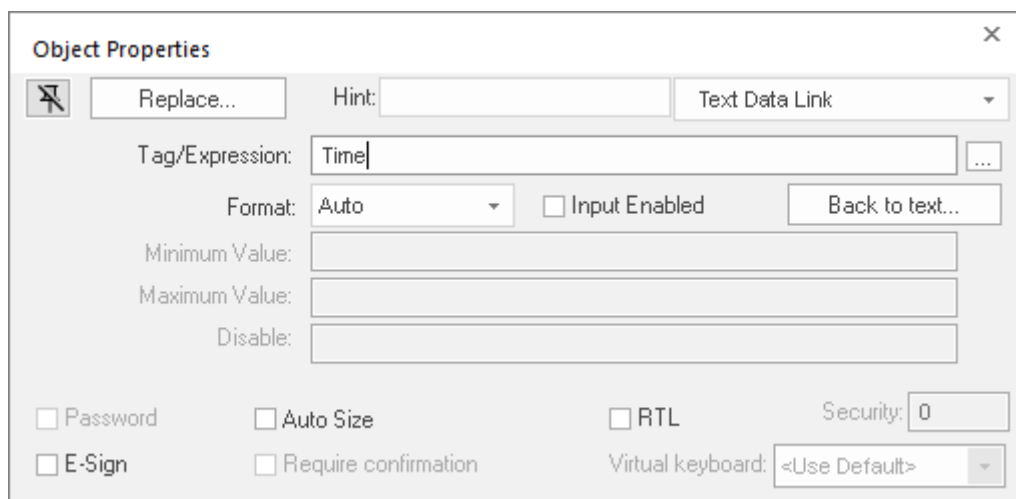 Object Properties
Replace... Hint: Text Data Link
Tag/Expression: Time ...
Format: Auto Input Enabled Back to text...
Minimum Value:
Maximum Value:
Disable:
Password Auto Size RTL Security: 0
E-Sign Require confirmation Virtual keyboard: <Use Default>